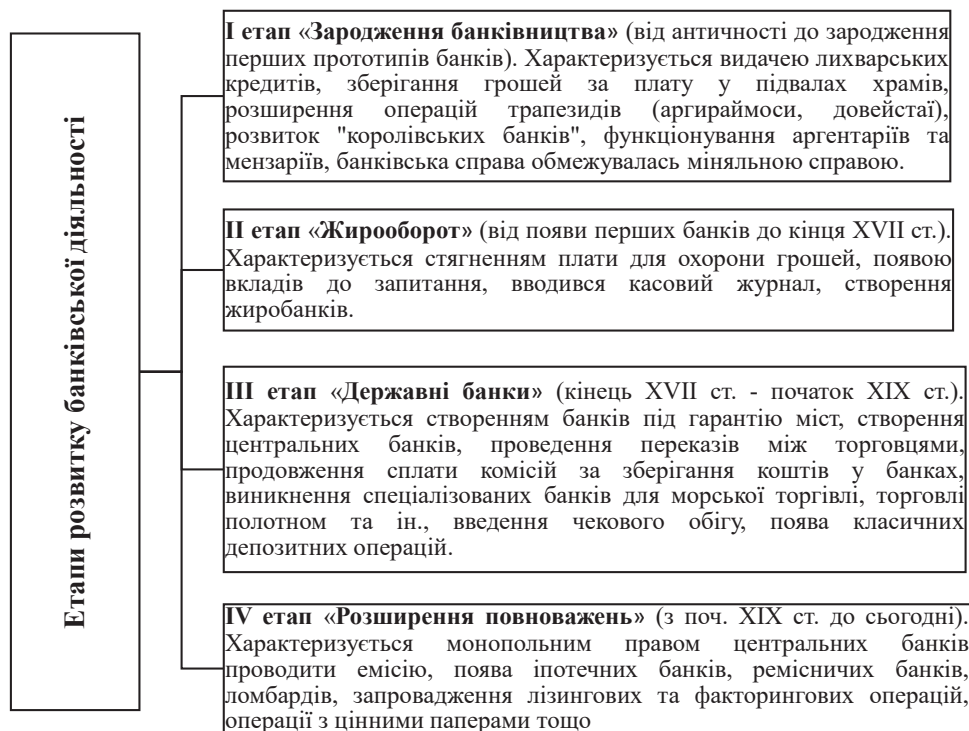 Етапи розвитку банківської діяльності
І етап «Зародження банківництва» (від античності до зародження
перших прототипів банків). Характеризується видачею лихварських
кредитів, зберігання грошей за плату у підвалах храмів,
розширення операцій трапезидів (аргираймоси, довейстаї),
розвиток "королівських банків", функціонування аргентаріїв та
мензаріїв, банківська справа обмежувалась міняльною справою.
ІІ етап «Жирооборот» (від появи перших банків до кінця XVII ст.).
Характеризується стягненням плати для охорони грошей, появою
вкладів до запитання, вводився касовий журнал, створення
жиробанків.
ІІІ етап «Державні банки» (кінець XVII ст. - початок XIX ст.).
Характеризується створенням банків під гарантію міст, створення
центральних банків, проведення переказів між торговцями,
продовження сплати комісій за зберігання коштів у банках,
виникнення спеціалізованих банків для морської торгівлі, торговлі
полотном та ін., введення чекового обігу, поява класичних
депозитних операцій.
IV етап «Розширення повноважень» (з поч. XIX ст. до сьогодні).
Характеризується монопольним правом центральних банків
проводити емісію, поява іпотечних банків, ремісничих банків,
ломбардів, запровадження лізингових та факторингових операцій,
операції з цінними паперами тощо